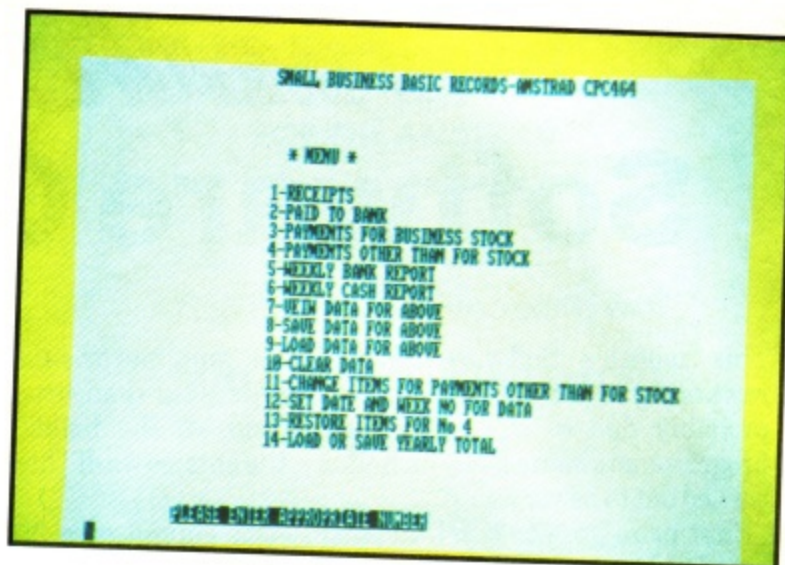 SMALL BUSINESS BASIC RECORDS-AMSTRAD CPC464
* MENU *
1-RECEIPTS
2-PAID TO BANK
3-PAYMENTS FOR BUSINESS STOCK
4-PAYMENTS OTHER THAN FOR STOCK
5-WEEKLY BANK REPORT
6-WEEKLY CASH REPORT
7-VEIW DATA FOR ABOVE
8-SAVE DATA FOR ABOVE
9-LOAD DATA FOR ABOVE
10-CLEAR DATA
11-CHANGE ITEMS FOR PAYMENTS OTHER THAN FOR STOCK
12-SET DATE AND WEEK NO FOR DATA
13-RESTORE ITEMS FOR No 4
14-LOAD OR SAVE YEARLY TOTAL
PLEASE ENTER APPROPRIATE NUMBER